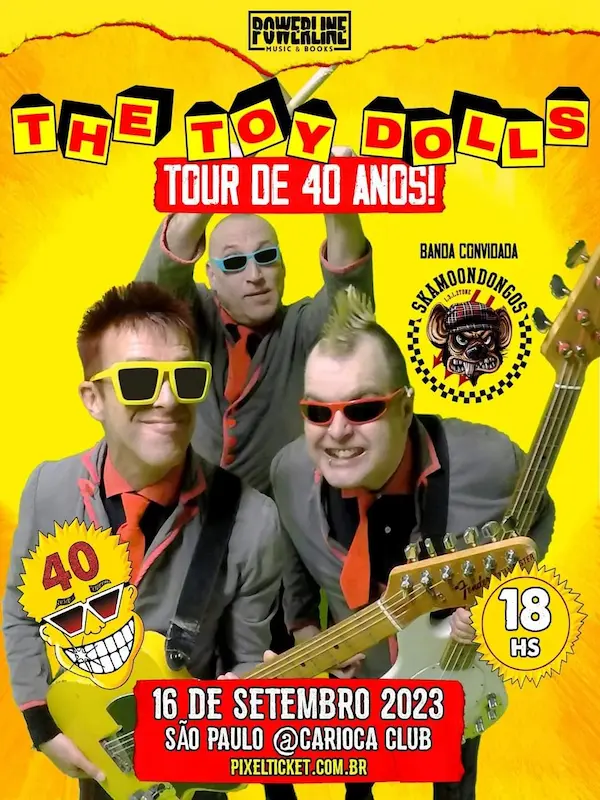 POWERLINE
MUSIC & BOOKS
THE TOY DOLLS
TOUR DE 40 ANOS!
BANDA CONVIDADA
SKAMOONDONGOS
40
Fender
18
HS
16 DE SETEMBRO 2023
SÃO PAULO @CARIOCA CLUB
PIXELTICKET.COM.BR